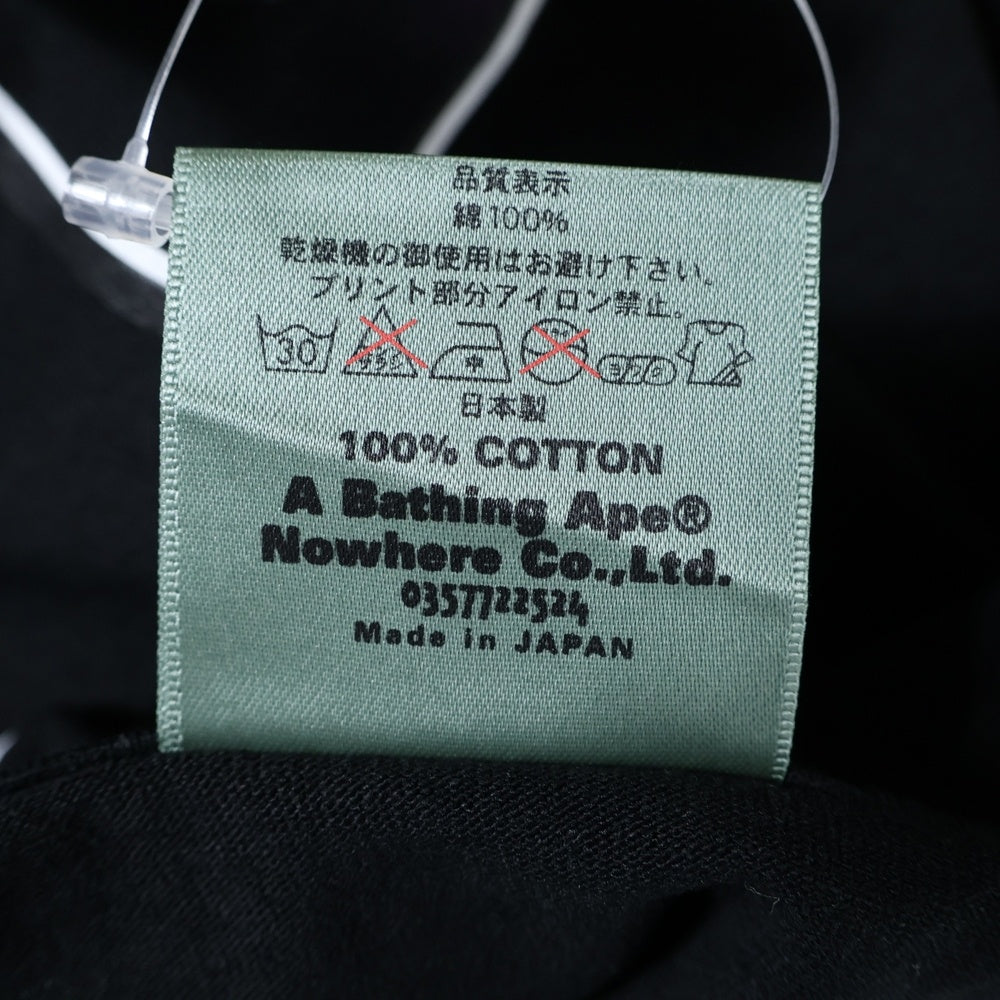 品質表示
綿100%
乾燥機の御使用はお避け下さい。
プリント部分アイロン禁止。
30
日本製
100% COTTON
A Bathing Ape®
Nowhere Co.,Ltd.
0357722524
Made in JAPAN